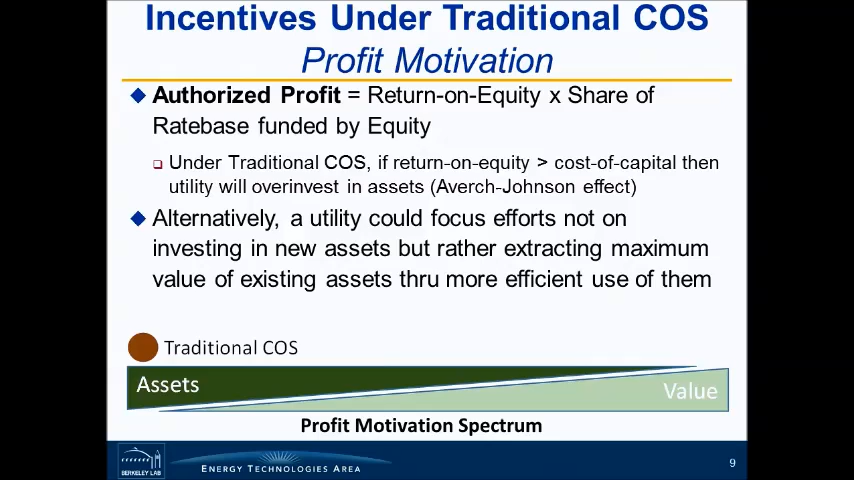 Incentives Under Traditional COS
Profit Motivation
Authorized Profit = Return-on-Equity x Share of
Ratebase funded by Equity
Under Traditional COS, if return-on-equity > cost-of-capital then
utility will overinvest in assets (Averch-Johnson effect)
Alternatively, a utility could focus efforts not on
investing in new assets but rather extracting maximum
value of existing assets thru more efficient use of them
Traditional COS
Assets
Value
Profit Motivation Spectrum
BERKELEY LAB
ENERGY TECHNOLOGIES AREA
9